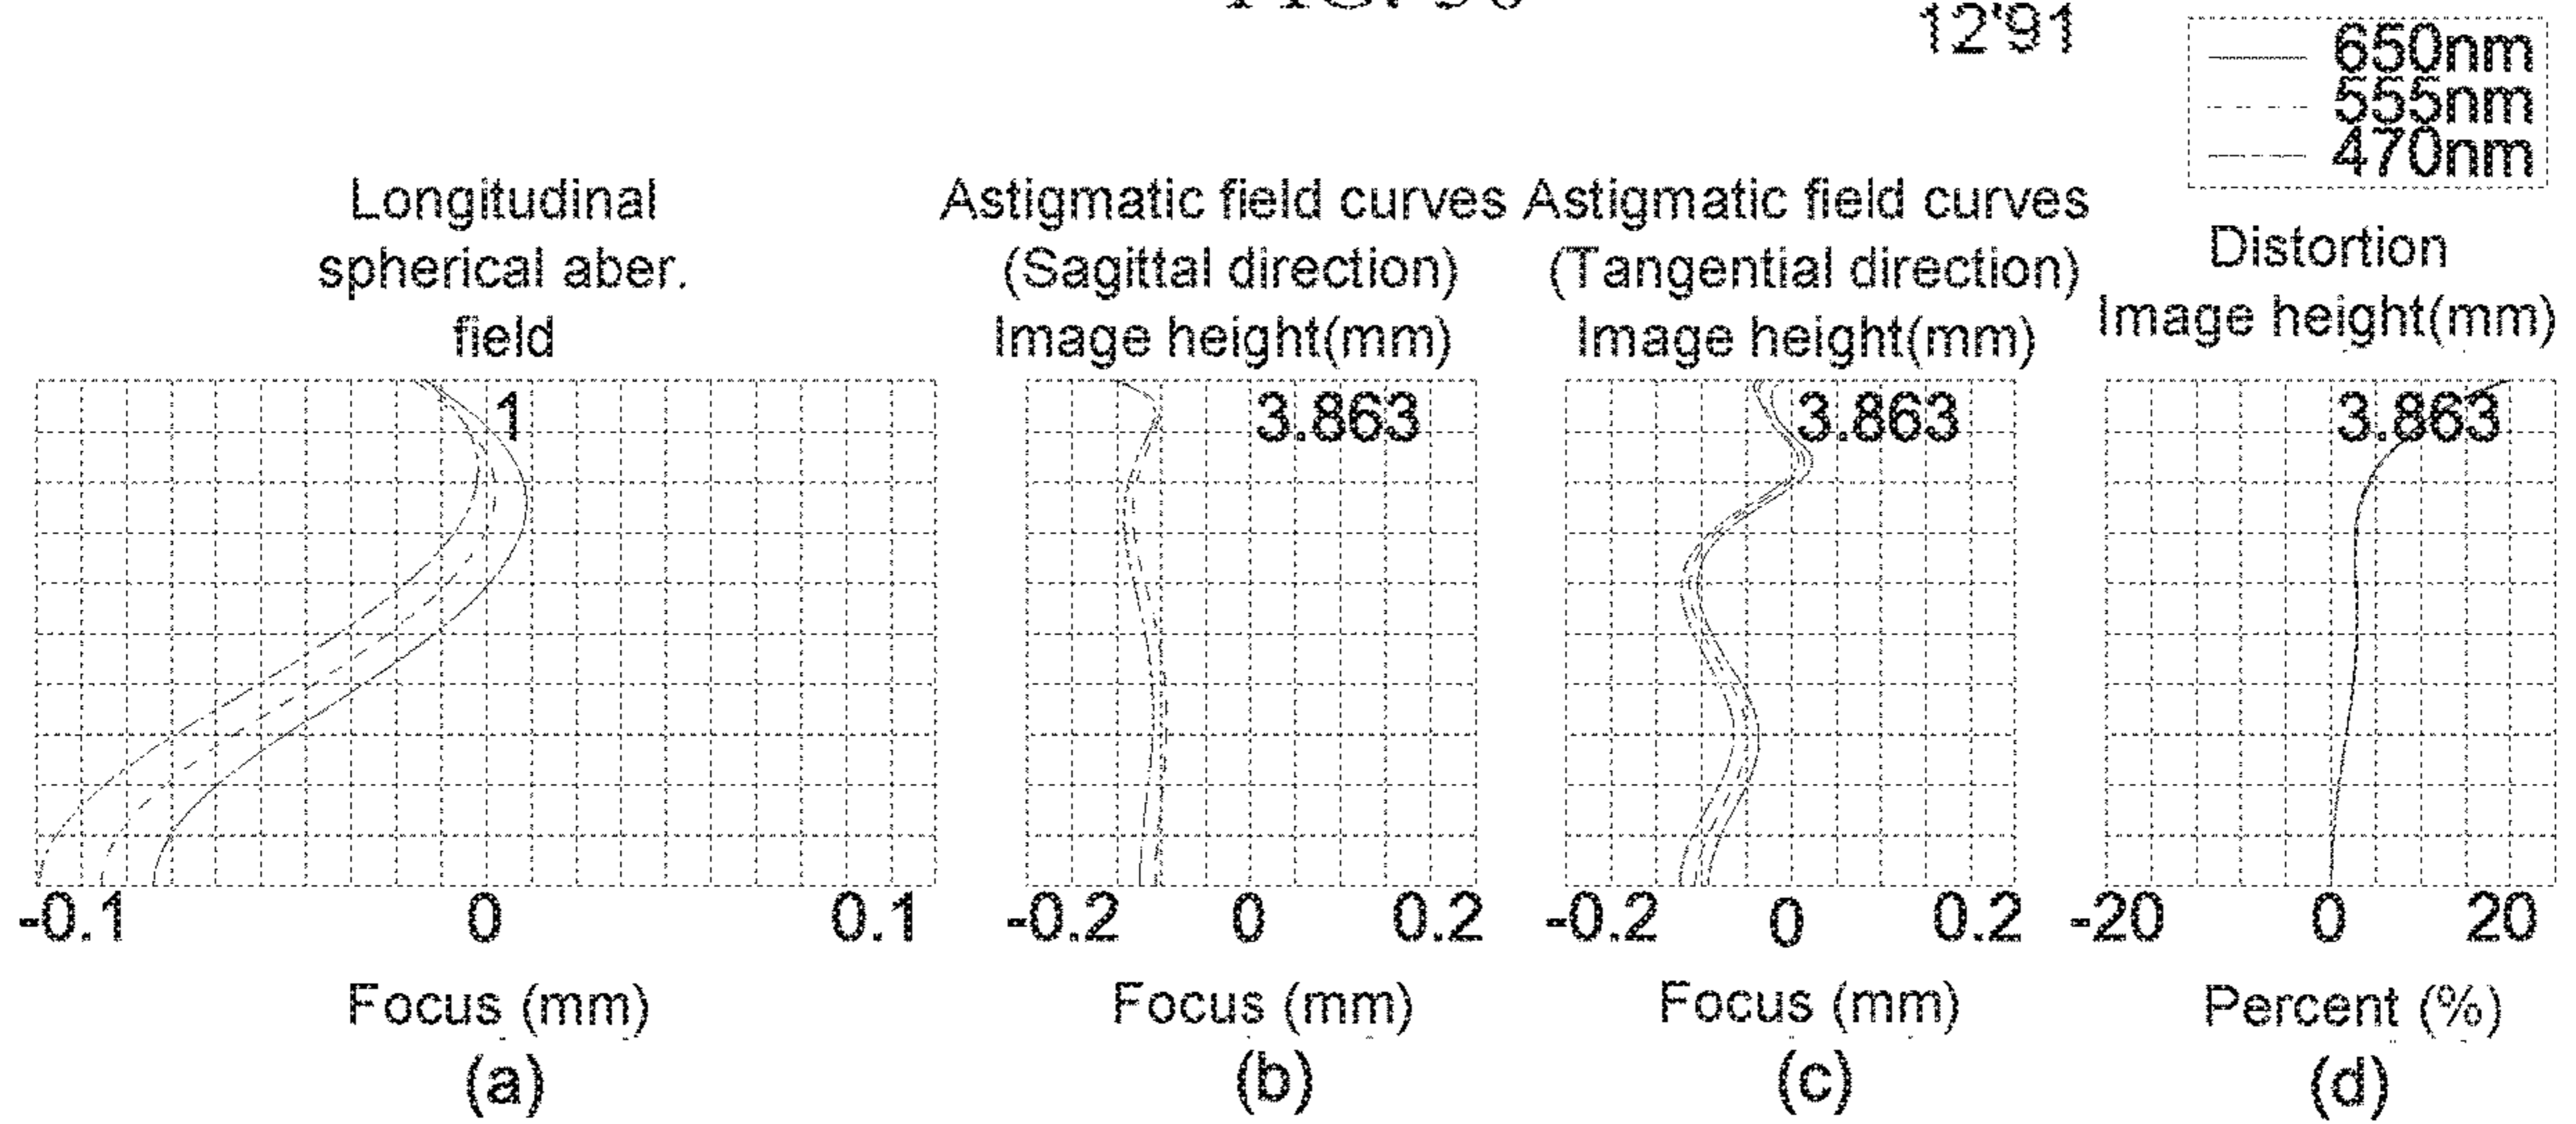 12'91
650nm
555nm
470nm
Longitudinal
spherical aber.
field
Astigmatic field curves
(Sagittal direction)
Image height(mm)
Astigmatic field curves
(Tangential direction)
Image height(mm)
Distortion
Image height(mm)
1
3.863
3.863
3.863
-0.1 0 0.1
-0.2 0 0.2
-0.2 0 0.2
-20 0 20
Focus (mm)
Focus (mm)
Focus (mm)
Percent (%)
(a)
(b)
(c)
(d)